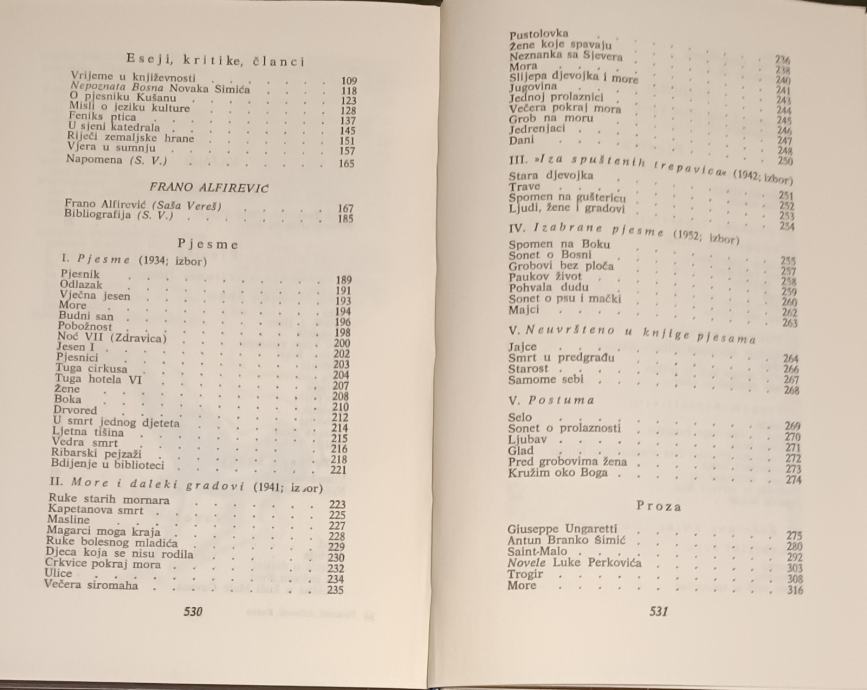 Eseji, kritike, članci
Vrijeme u književnosti . . . . . . 109
Nepoznata Bosna Novaka Šimića . . . . 118
O pjesniku Kušanu . . . . . . 123
Misli o jeziku kulture . . . . . . 128
Feniks ptica . . . . . . . 137
U sjeni katedrala . . . . . . 145
Riječi zemaljske hrane . . . . . . 151
Vjera u sumnju . . . . . . 157
Napomena (S. V.) . . . . . . 165
FRANO ALFIREVIĆ
Frano Alfirević (Saša Vereš) . . . . 167
Bibliografija (S. V.) . . . . . . 185
Pjesme
I. Pjesme (1934; izbor)
Pjesnik . . . . . . . 189
Odlazak . . . . . . . 191
Vječna jesen . . . . . . . 193
More . . . . . . . 194
Budni san . . . . . . . 196
Pobožnost . . . . . . . 198
Noć VII (Zdravica) . . . . . . 200
Jesen I . . . . . . . 202
Pjesnici . . . . . . . 203
Tuga cirkusa . . . . . . . 204
Tuga hotela VI . . . . . . . 207
Žene . . . . . . . 208
Boka . . . . . . . 210
Drvored . . . . . . . 212
U smrt jednog djeteta . . . . . . 214
Ljetna tišina . . . . . . . 215
Vedra smrt . . . . . . . 216
Ribarski pejzaži . . . . . . 218
Bdijenje u biblioteci . . . . . . 221
II. More i daleki gradovi (1941; izbor)
Ruke starih mornara . . . . . . 223
Kapetanova smrt . . . . . . 225
Masline . . . . . . . 227
Magarci moga kraja . . . . . . 228
Ruke bolesnog mladića . . . . . . 229
Djeca koja se nisu rodila . . . . . 230
Crkvice pokraj mora . . . . . . 232
Ulice . . . . . . . 234
Večera siromaha . . . . . . 235
530
Pustolovka . . . . . . . 236
Žene koje spavaju . . . . . . 238
Neznanka sa Sjevera . . . . . . 240
Mora . . . . . . . 241
Slijepa djevojka i more . . . . . 243
Jugovina . . . . . . . 244
Jednoj prolaznici . . . . . . 245
Večera pokraj mora . . . . . . 246
Grob na moru . . . . . . 247
Jedrenjaci . . . . . . . 248
Dani . . . . . . . 250
III. »Iza spuštenih trepavica« (1942; izbor)
Stara djevojka . . . . . . 251
Trave . . . . . . . 252
Spomen na gušтericu . . . . . . 253
Ljudi, žene i gradovi . . . . . . 254
IV. Izabrane pjesme (1952; izbor)
Spomen na Boku . . . . . . 255
Sonet o Bosni . . . . . . 257
Grobovi bez ploča . . . . . . 258
Paukov život . . . . . . 259
Pohvala dudu . . . . . . 260
Sonet o psu i mački . . . . . . 262
Majci . . . . . . . 263
V. Neuvršteno u knjige pjesama
Jajce . . . . . . . 264
Smrt u predgrađu . . . . . . 266
Starost . . . . . . . 267
Samome sebi . . . . . . . 268
V. Postuma
Selo . . . . . . . 269
Sonet o prolaznosti . . . . . . 270
Ljubav . . . . . . . 271
Glad . . . . . . . 272
Pred grobovima žena . . . . . . 273
Kružim oko Boga . . . . . . 274
Proza
Giuseppe Ungaretti . . . . . . 275
Antun Branko Šimić . . . . . . 280
Saint-Malo . . . . . . . 292
Novele Luke Perkovića . . . . . . 303
Trogir . . . . . . . 308
More . . . . . . . 316
531